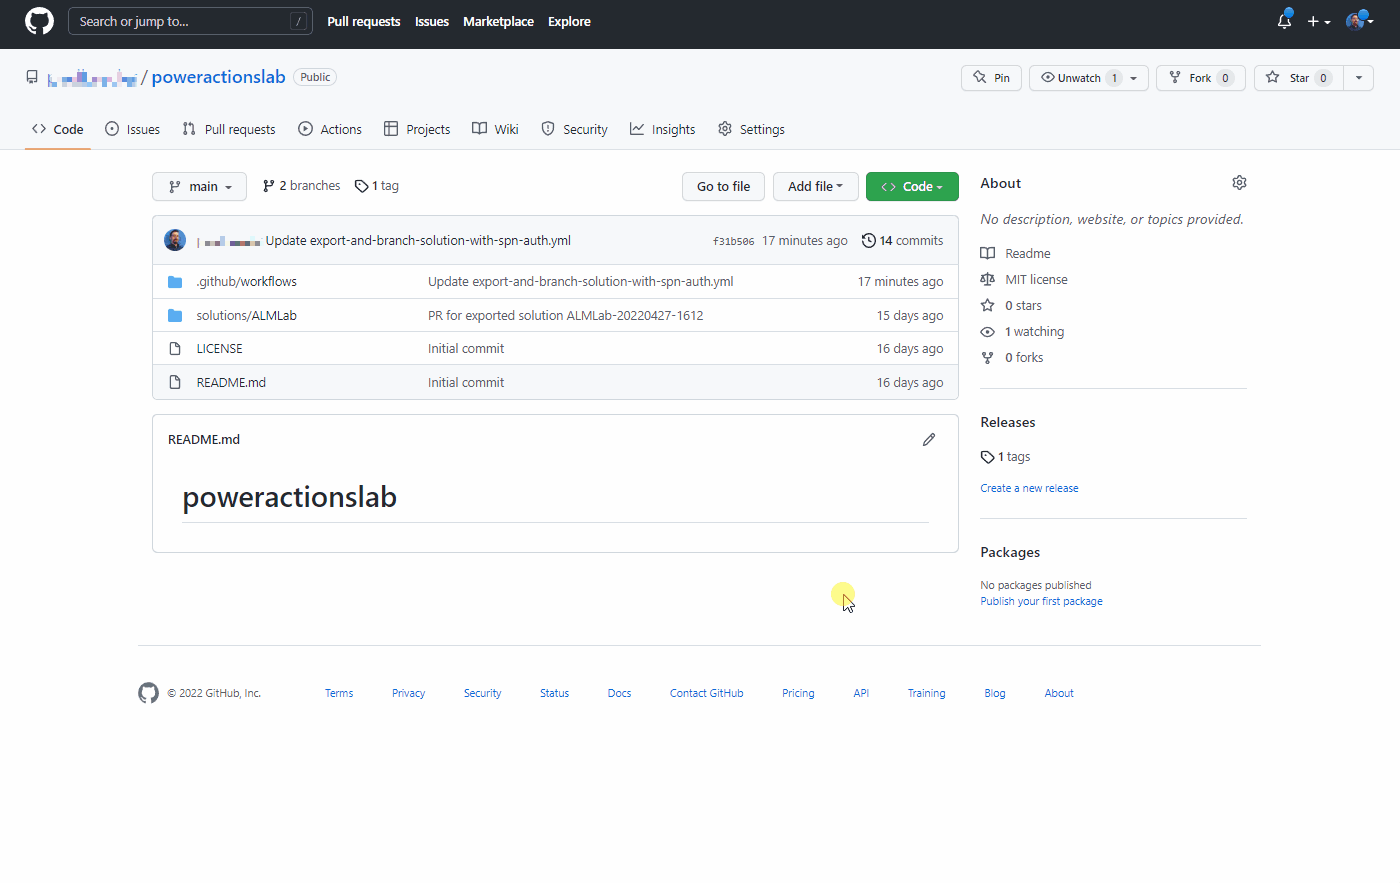 Search or jump to... /
Pull requests Issues Marketplace Explore
/ poweractionslab Public
Pin Unwatch 1 Fork 0 Star 0
Code Issues Pull requests Actions Projects Wiki Security Insights Settings
main 2 branches 1 tag Go to file Add file Code
Update export-and-branch-solution-with-spn-auth.yml f31b506 17 minutes ago 14 commits
.github/workflows Update export-and-branch-solution-with-spn-auth.yml 17 minutes ago
solutions/ALMLab PR for exported solution ALMLab-20220427-1612 15 days ago
LICENSE Initial commit 16 days ago
README.md Initial commit 16 days ago
README.md
poweractionslab
About
No description, website, or topics provided.
Readme
MIT license
0 stars
1 watching
0 forks
Releases
1 tags
Create a new release
Packages
No packages published
Publish your first package
© 2022 GitHub, Inc. Terms Privacy Security Status Docs Contact GitHub Pricing API Training Blog About